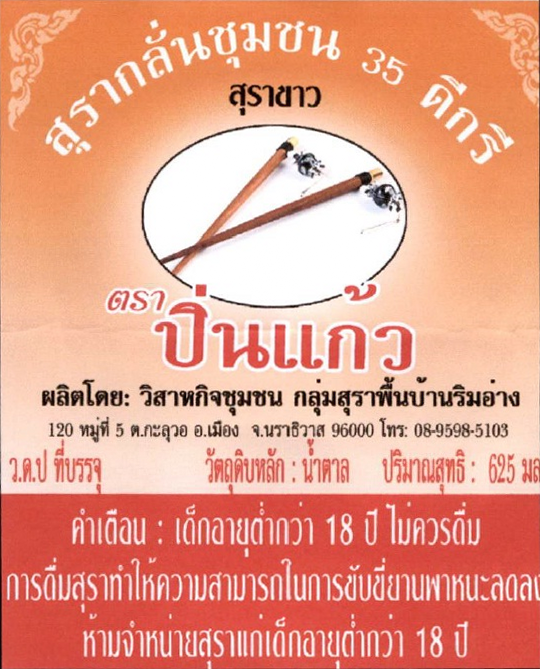 สุรากลั่นชุมชน 35 ดีกรี
สุราขาว
ตรา
ปิ่นแก้ว
ผลิตโดย: วิสาหกิจชุมชน กลุ่มสุราพื้นบ้านริมอ่าง
120 หมู่ที่ 5 ต.กะลุวอ อ.เมือง จ.นราธิวาส 96000 โทร: 08-9598-5103
ว.ด.ป ที่บรรจุ วัตถุดิบหลัก : น้ำตาล ปริมาณสุทธิ : 625 มล
คำเตือน : เด็กอายุต่ำกว่า 18 ปี ไม่ควรดื่ม
การดื่มสุราทำให้ความสามารถในการขับขี่ยานพาหนะลดลง
ห้ามจำหน่ายสุราแก่เด็กอายุต่ำกว่า 18 ปี